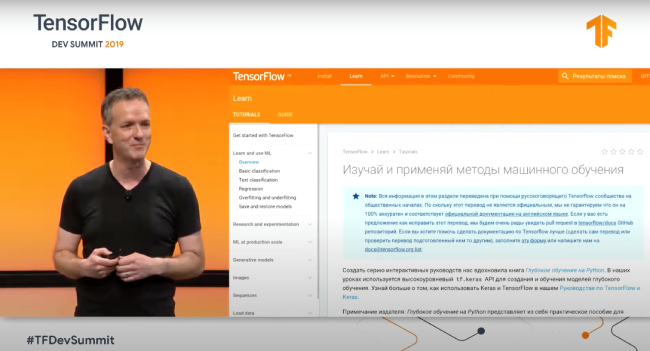 TensorFlow
DEV SUMMIT 2019
TensorFlow
Install
Learn
API
Resources
Community
Результаты поиска
Learn
TUTORIALS
GUIDE
Get started with TensorFlow
Learn and use ML
Overview
Basic classification
Text classification
Regression
Overfitting and underfitting
Save and restore models
Research and experimentation
ML at production scale
Generative models
Images
Sequences
Load data
TensorFlow > Learn > Tutorials
Изучай и применяй методы машинного обучения
Note: Вся информация в этом разделе переведена при помощи русскоговорящего Tensorflow сообщества на
общественных началах. По скольку этот перевод не является официальным, мы не гарантируем что он на
100% аккуратен и соответствует официальной документации на английском языке. Если у вас есть
предложение как исправить этот перевод, мы будем очень рады увидеть pull request в tensorflow/docs GitHub
репозиторий. Если вы хотите помочь сделать документацию по Tensorflow лучше (сделать сам перевод или
проверить перевод подготовленный кем-то другим), заполните эту форму или напишите нам на
docs@tensorflow.org list.
Создать серию интерактивных руководств нас вдохновила книга Глубокое обучение на Python. В наших
уроках используется высокоуровневый tf.keras API для создания и обучения моделей глубокого
обучения. Узнай больше о том, как использовать Keras и TensorFlow в нашем Руководстве по TensorFlow и
Keras.
Примечание издателя: Глубокое обучение на Python представляет из себя практическое пособие для
#TFDevSummit